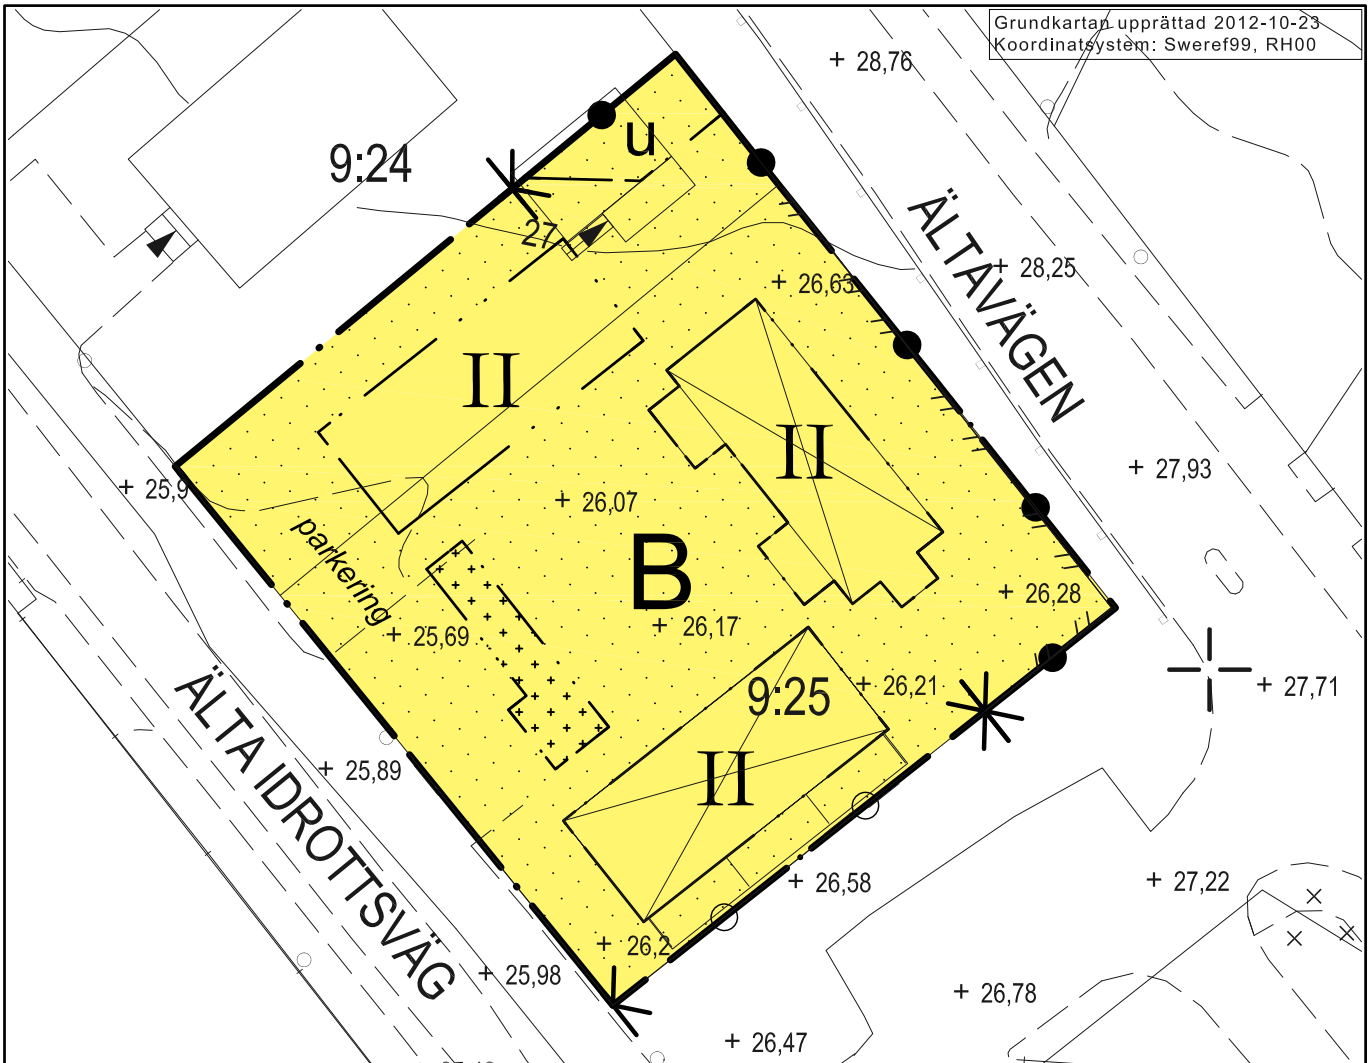 Grundkartan upprättad 2012-10-23
Koordinatsystem: Sweref99, RH00
+ 28,76
9:24
u
ÄLTAVÄGEN
27
+ 28,25
+ 26,63
II
II
+ 27,93
+ 25,9
+ 26,07
parkering
B
+ 26,28
+ 25,69
+ 26,17
9:25
+ 26,21
+ 27,71
ÄLTA IDROTTSVÄG
+ 25,89
II
+ 26,58
+ 27,22
+ 26,2
+ 25,98
+ 26,78
+ 26,47